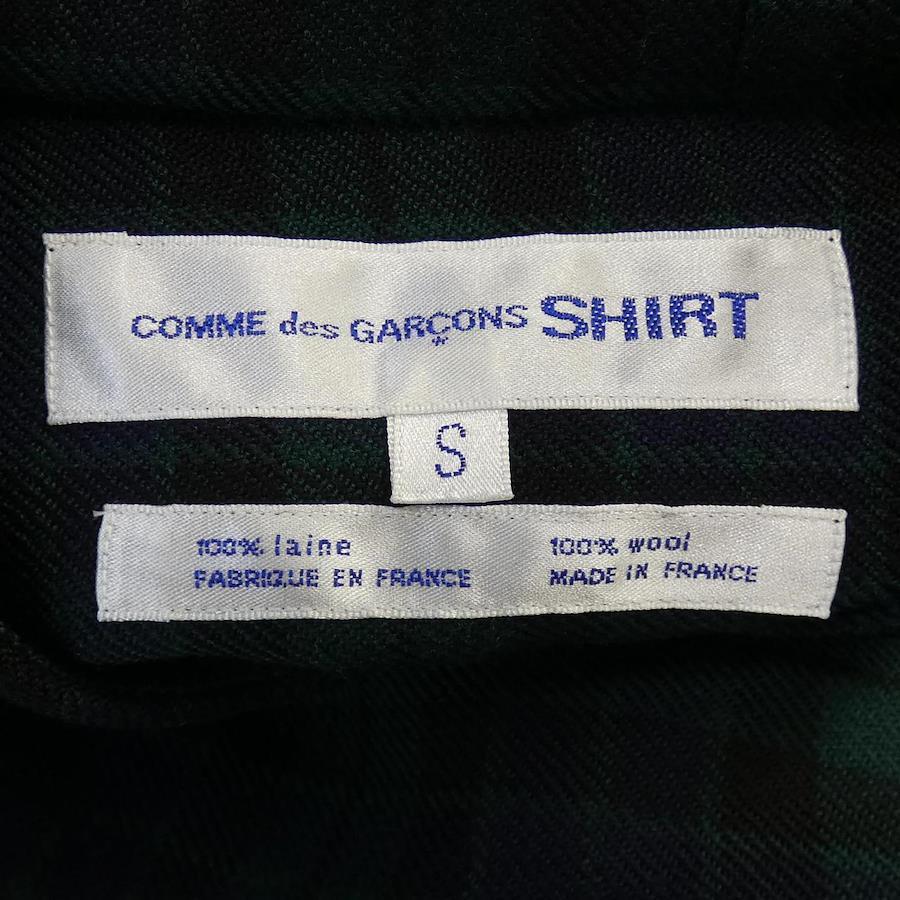 COMME des GARÇONS SHIRT
S
100% laine
FABRIQUE EN FRANCE
100% wool
MADE IN FRANCE